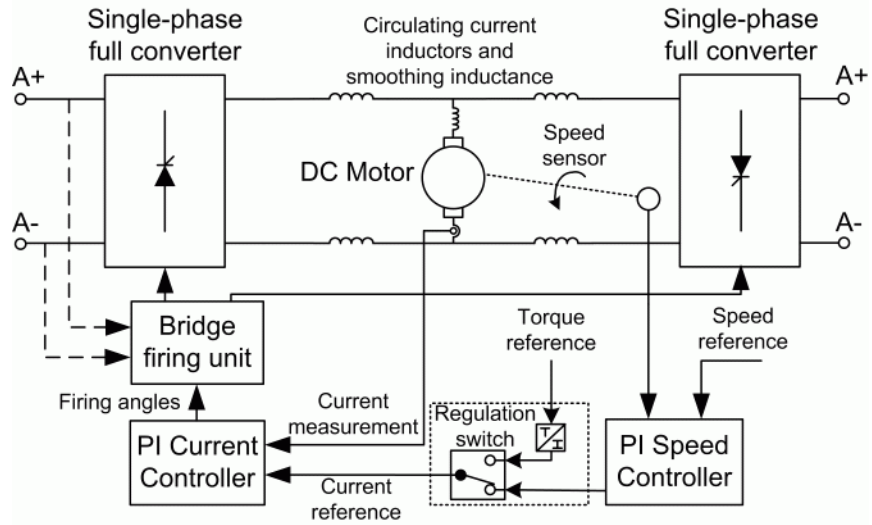 Single-phase
full converter
Circulating current
inductors and
smoothing inductance
Single-phase
full converter
A+
A+
Speed
sensor
DC Motor
A-
A-
Bridge
firing unit
Torque
reference
Speed
reference
Firing angles
Current
measurement
Regulation
switch
T
I
PI Current
Controller
PI Speed
Controller
Current
reference